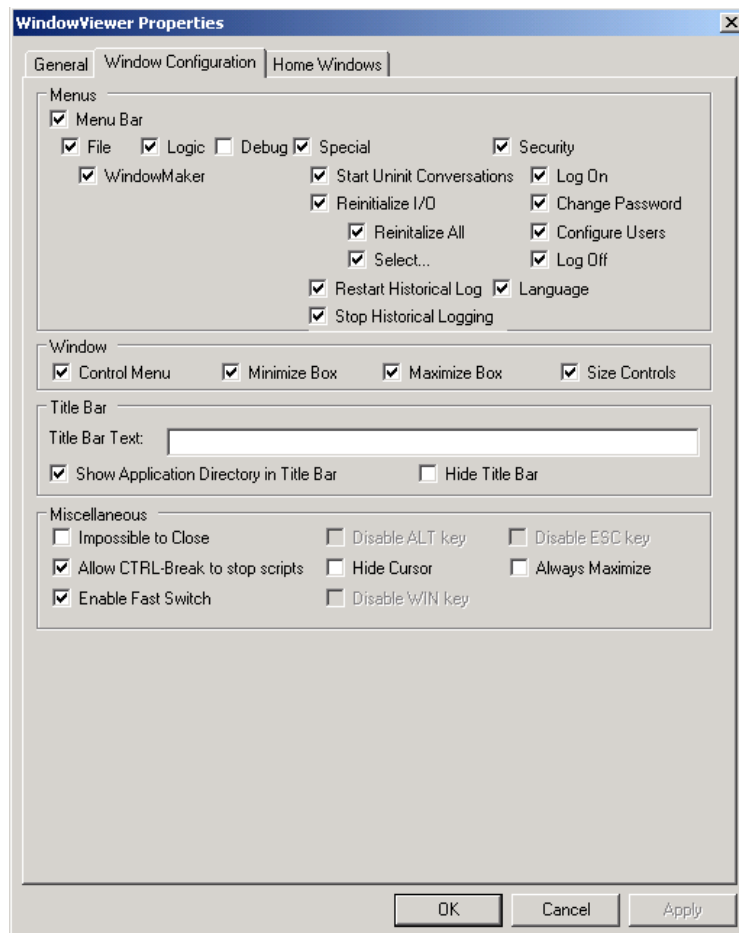 WindowViewer Properties
General Window Configuration Home Windows
Menus
Menu Bar
File Logic Debug Special Security
WindowMaker Start Uninit Conversations Log On
Reinitialize I/O Change Password
Reinitalize All Configure Users
Select... Log Off
Restart Historical Log Language
Stop Historical Logging
Window
Control Menu Minimize Box Maximize Box Size Controls
Title Bar
Title Bar Text:
Show Application Directory in Title Bar Hide Title Bar
Miscellaneous
Impossible to Close Disable ALT key Disable ESC key
Allow CTRL-Break to stop scripts Hide Cursor Always Maximize
Enable Fast Switch Disable WIN key
OK Cancel Apply